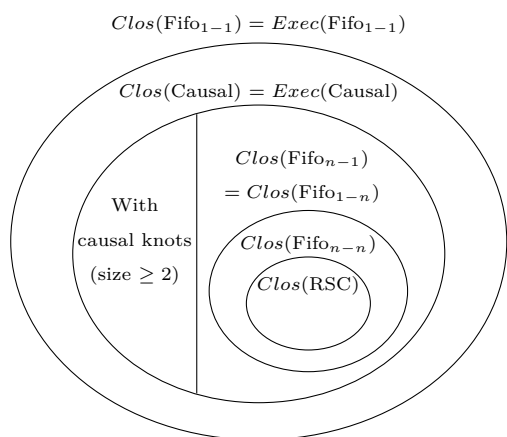 Clos(Fifo₁₋₁) = Exec(Fifo₁₋₁)
Clos(Causal) = Exec(Causal)
Clos(Fifoₙ₋₁)
= Clos(Fifo₁₋ₙ)
With
causal knots
(size ≥ 2)
Clos(Fifoₙ₋ₙ)
Clos(RSC)